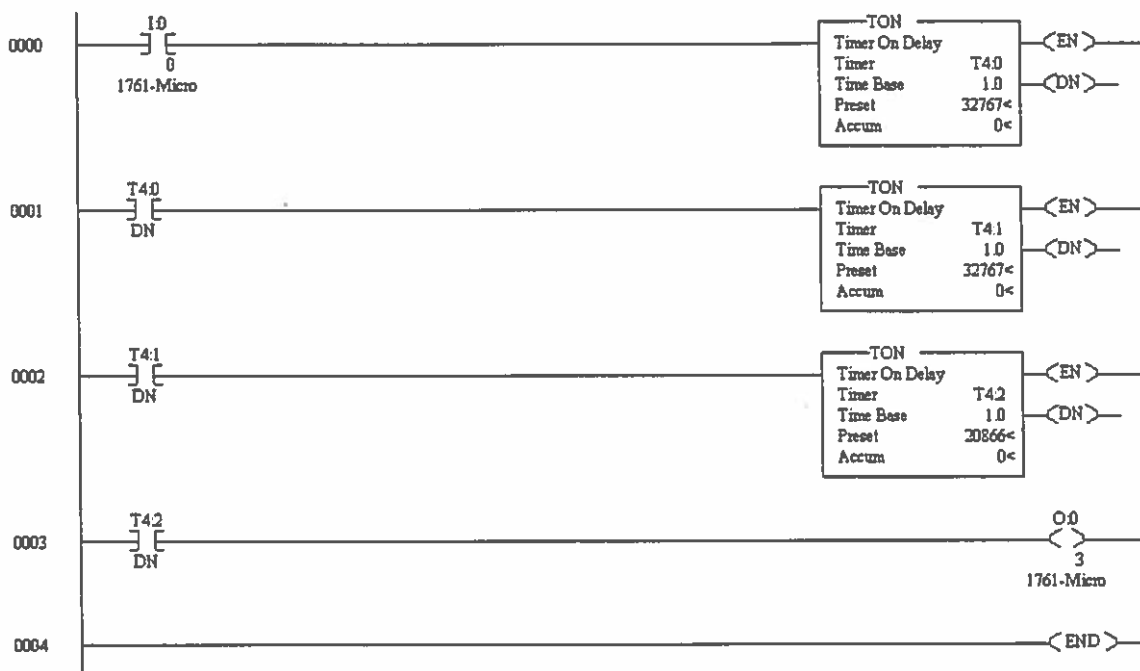 I:0
0000
0
1761-Micro
TON
Timer On Delay
Timer T4:0
Time Base 1.0
Preset 32767<
Accum 0<
EN
DN
T4:0
0001
DN
TON
Timer On Delay
Timer T4:1
Time Base 1.0
Preset 32767<
Accum 0<
EN
DN
T4:1
0002
DN
TON
Timer On Delay
Timer T4:2
Time Base 1.0
Preset 20866<
Accum 0<
EN
DN
T4:2
0003
DN
O:0
3
1761-Micro
0004
END